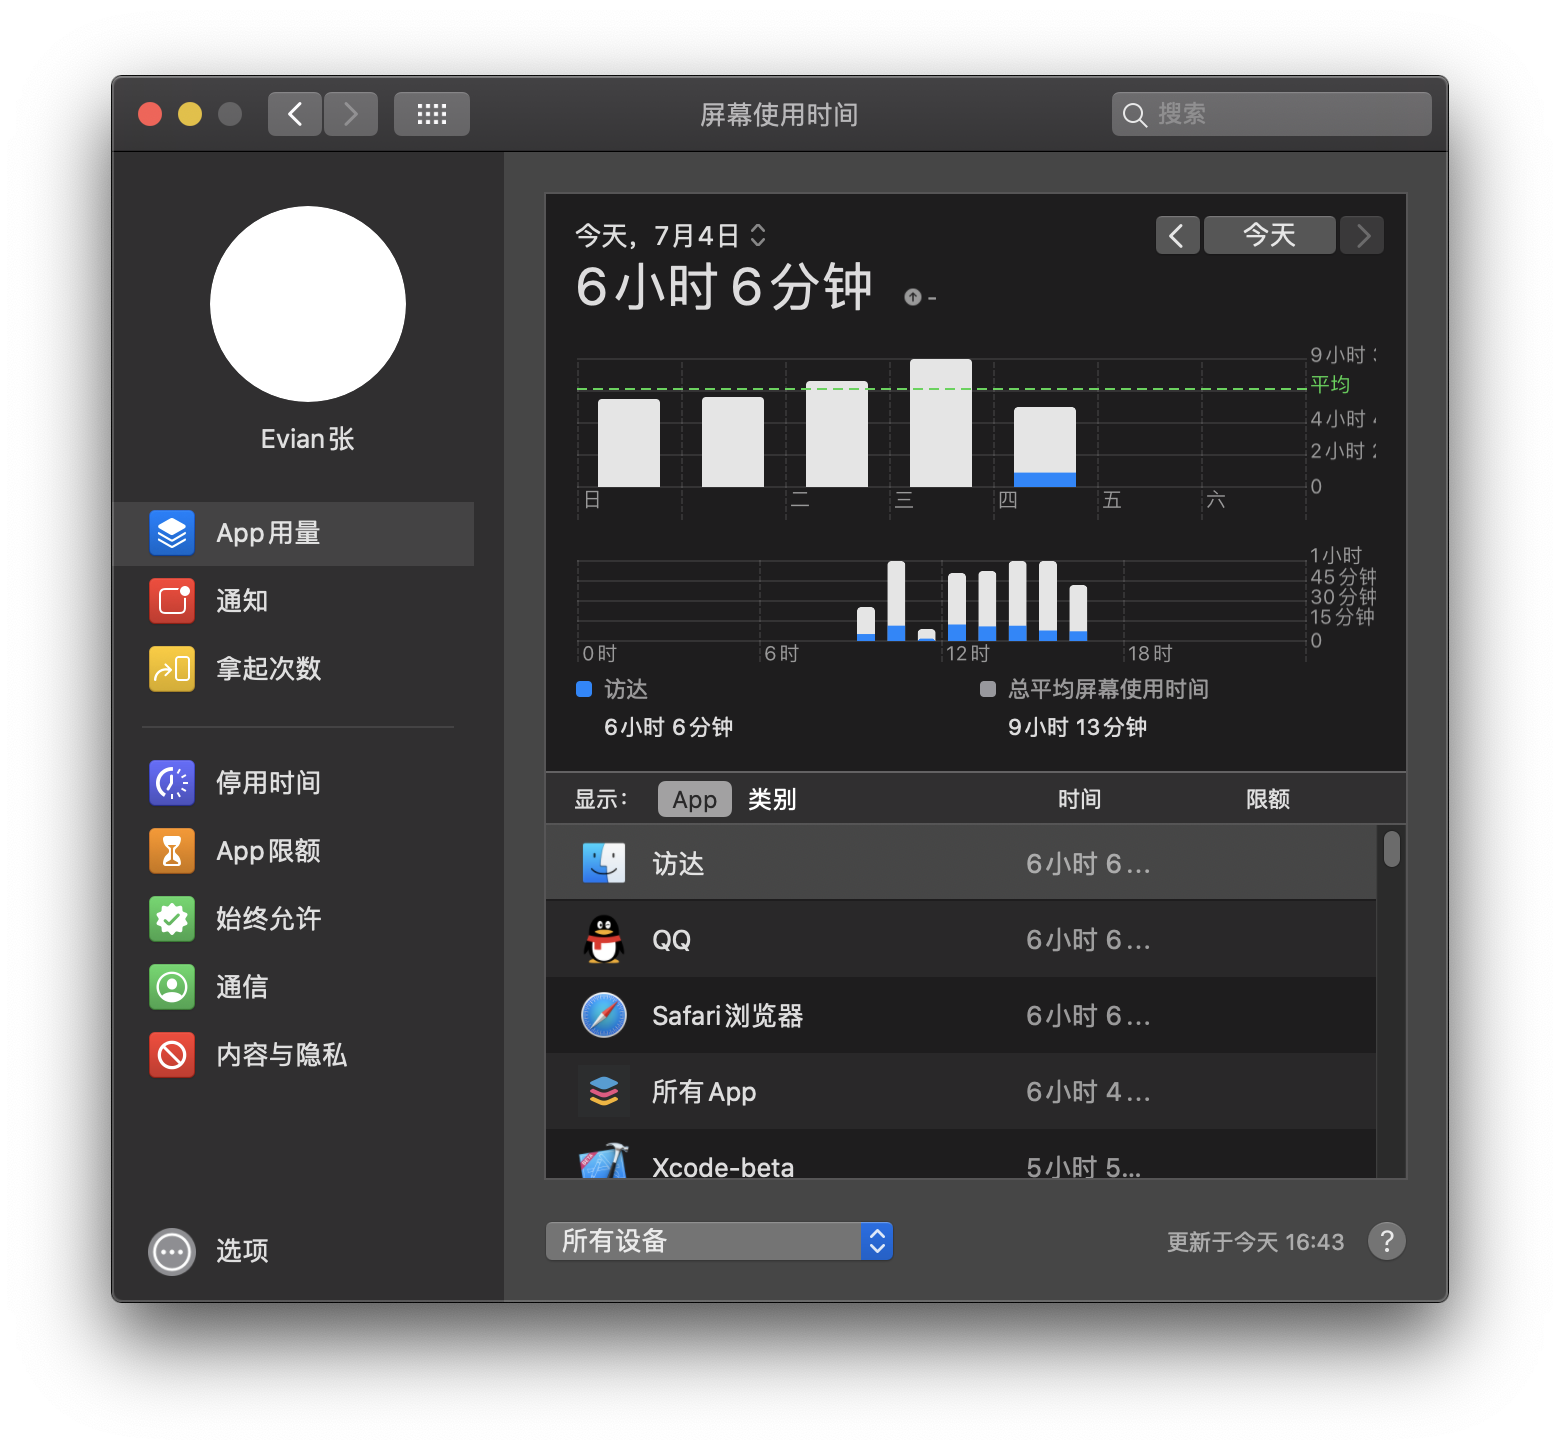 屏幕使用时间
搜索
Evian张
App用量
通知
拿起次数
停用时间
App限额
始终允许
通信
内容与隐私
选项
今天，7月4日
今天
6小时 6分钟
-
9小时
平均
4小时
2小时
0
日 二 三 四 五 六
1小时
45分钟
30分钟
15分钟
0
0时 6时 12时 18时
访达
6小时 6分钟
总平均屏幕使用时间
9小时 13分钟
显示： App 类别 时间 限额
访达 6小时 6...
QQ 6小时 6...
Safari浏览器 6小时 6...
所有App 6小时 4...
Xcode-beta 5小时 5...
所有设备
更新于今天 16:43
?